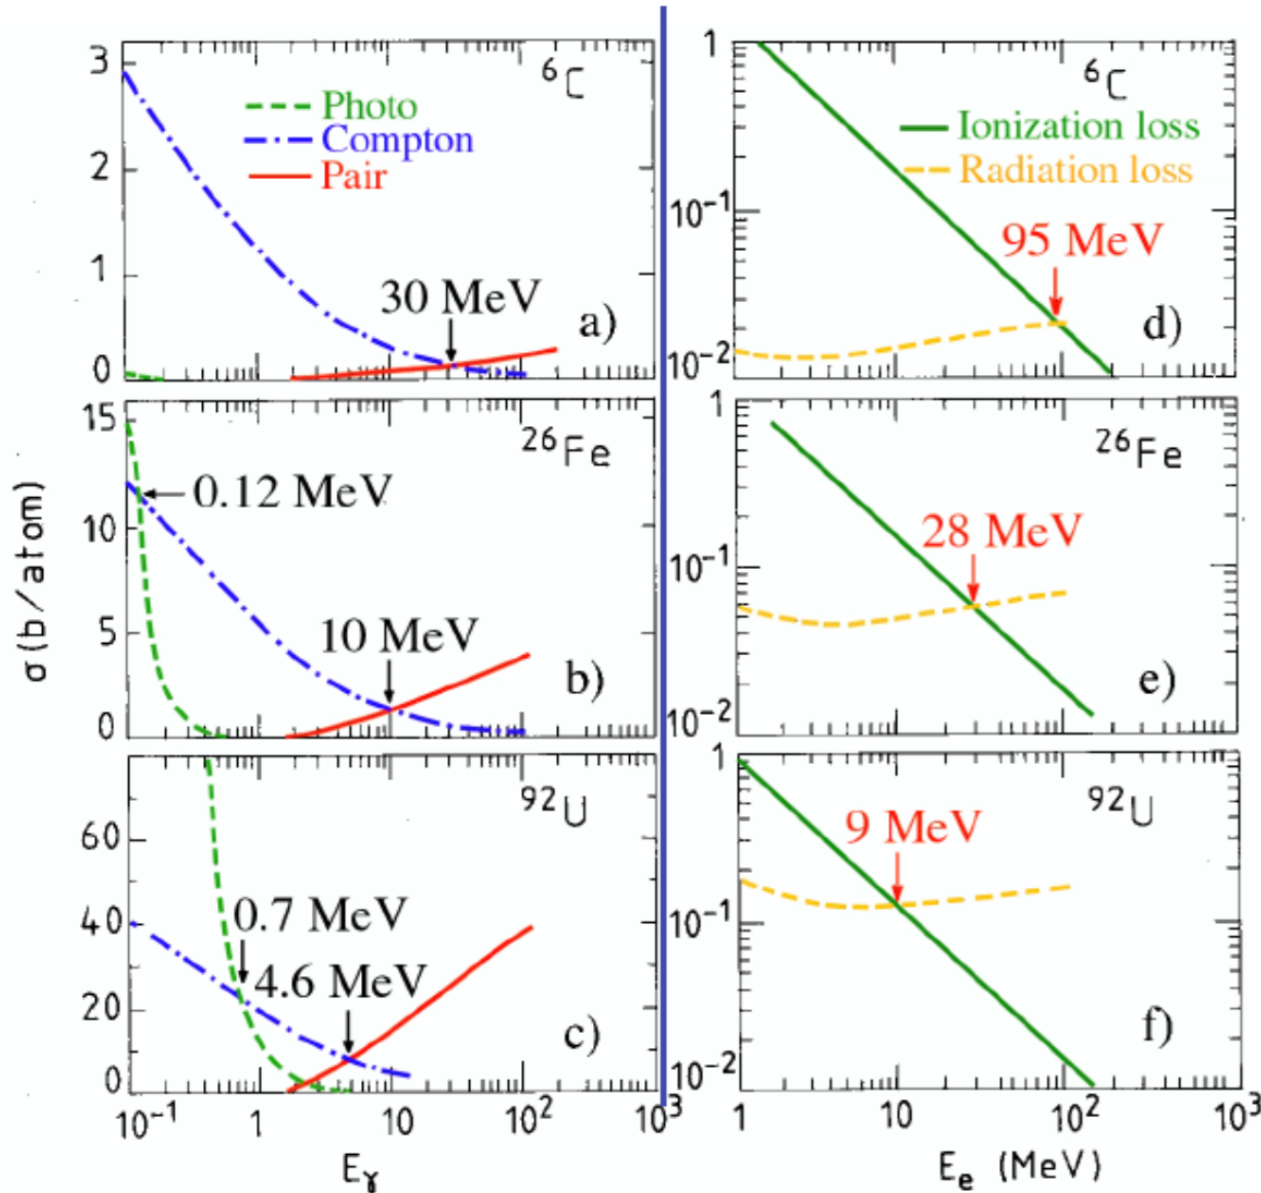 3
2
1
0
⁶C
Photo
Compton
Pair
30 MeV
a)
15
10
5
0
²⁶Fe
0.12 MeV
10 MeV
b)
60
40
20
0
⁹²U
0.7 MeV
4.6 MeV
c)
σ (b/atom)
10⁻¹ 1 10 10² 10³
Eᵧ
1
10⁻¹
10⁻²
⁶C
Ionization loss
Radiation loss
95 MeV
d)
1
10⁻¹
10⁻²
²⁶Fe
28 MeV
e)
1
10⁻¹
10⁻²
⁹²U
9 MeV
f)
1 10 10² 10³
Eₑ (MeV)